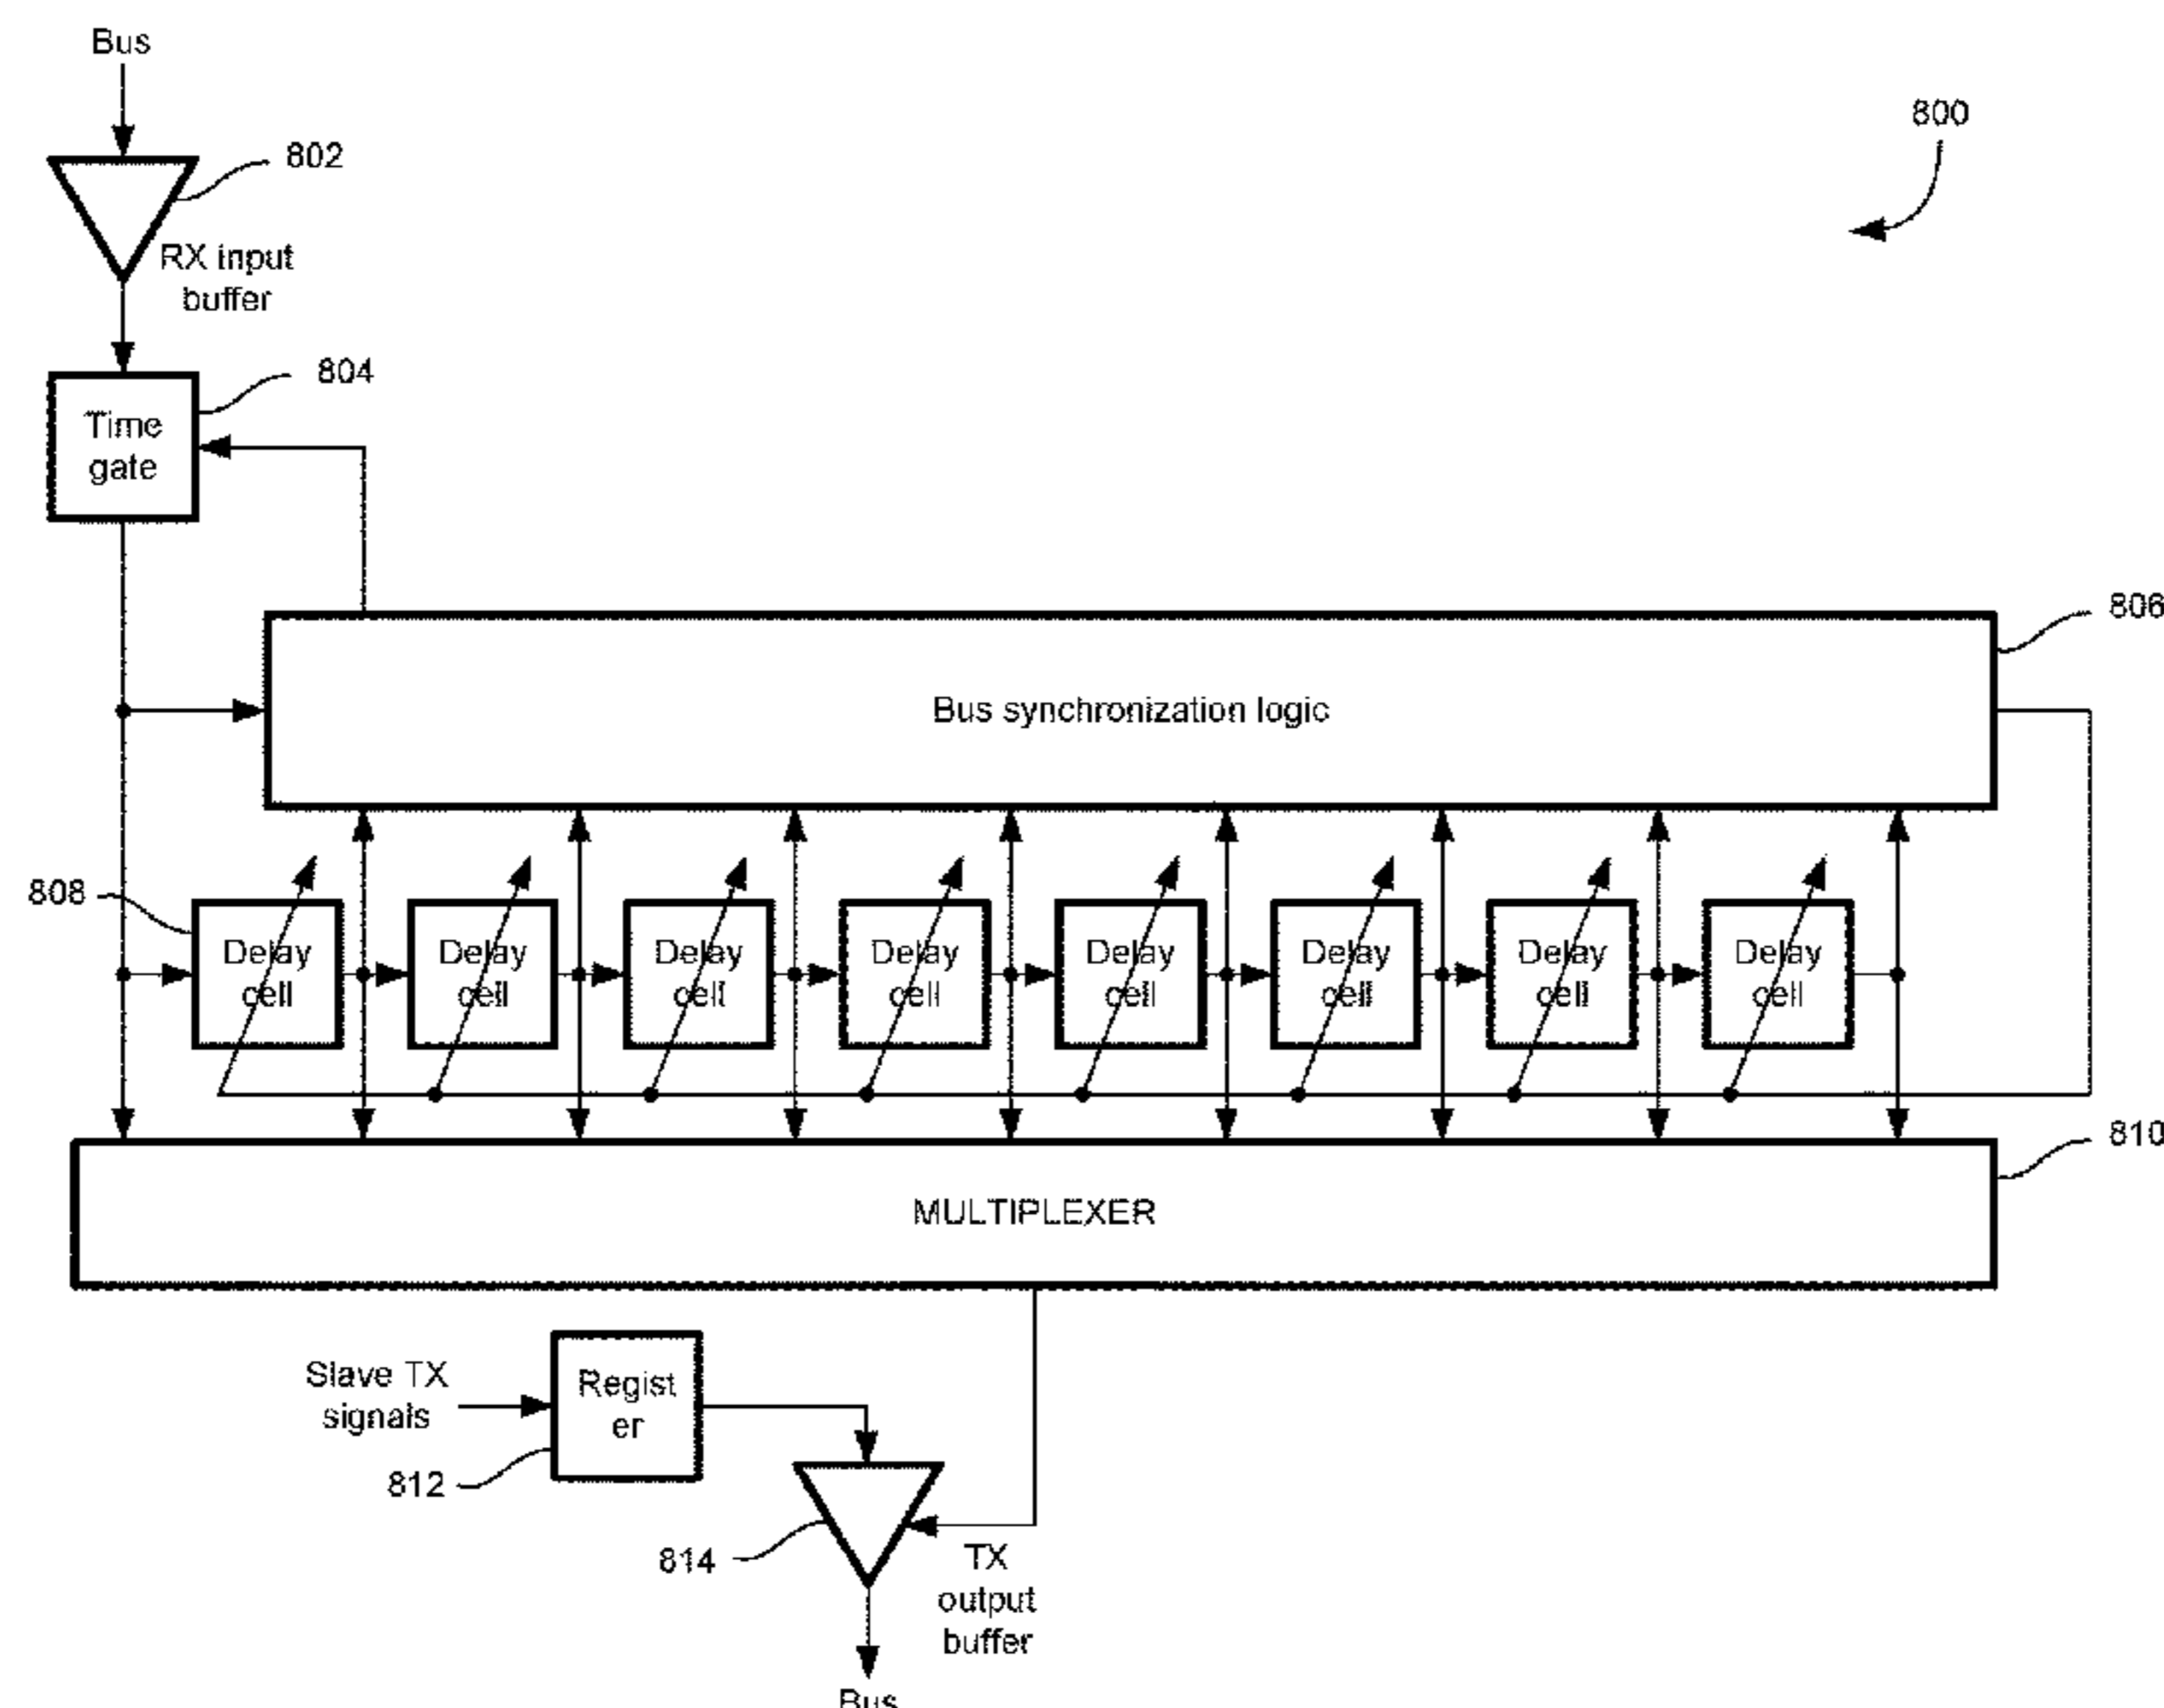 Bus
800
802
RX input
buffer
804
Time
gate
806
Bus synchronization logic
808
Delay
cell
Delay
cell
Delay
cell
Delay
cell
Delay
cell
Delay
cell
Delay
cell
Delay
cell
810
MULTIPLEXER
Slave TX
signals
Regist
er
812
814
TX
output
buffer
Bus